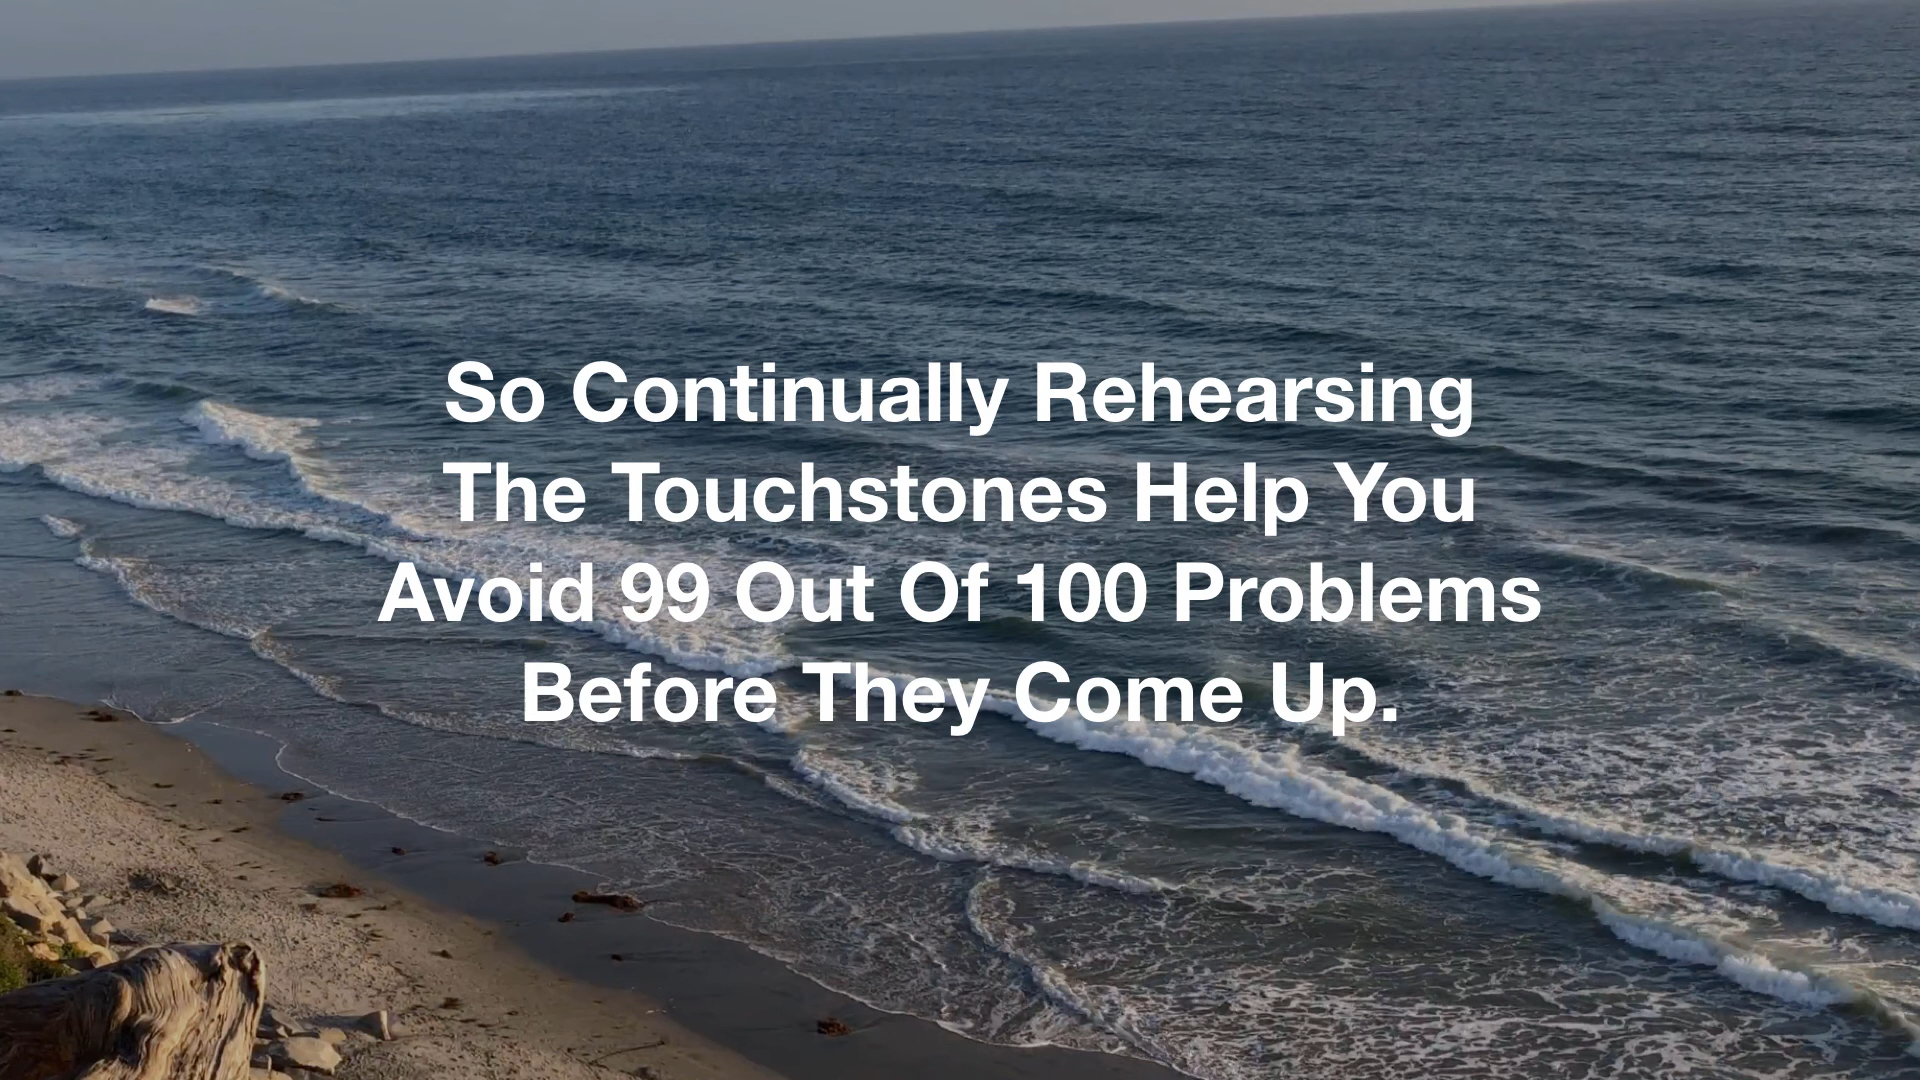 So Continually Rehearsing
The Touchstones Help You
Avoid 99 Out Of 100 Problems
Before They Come Up.